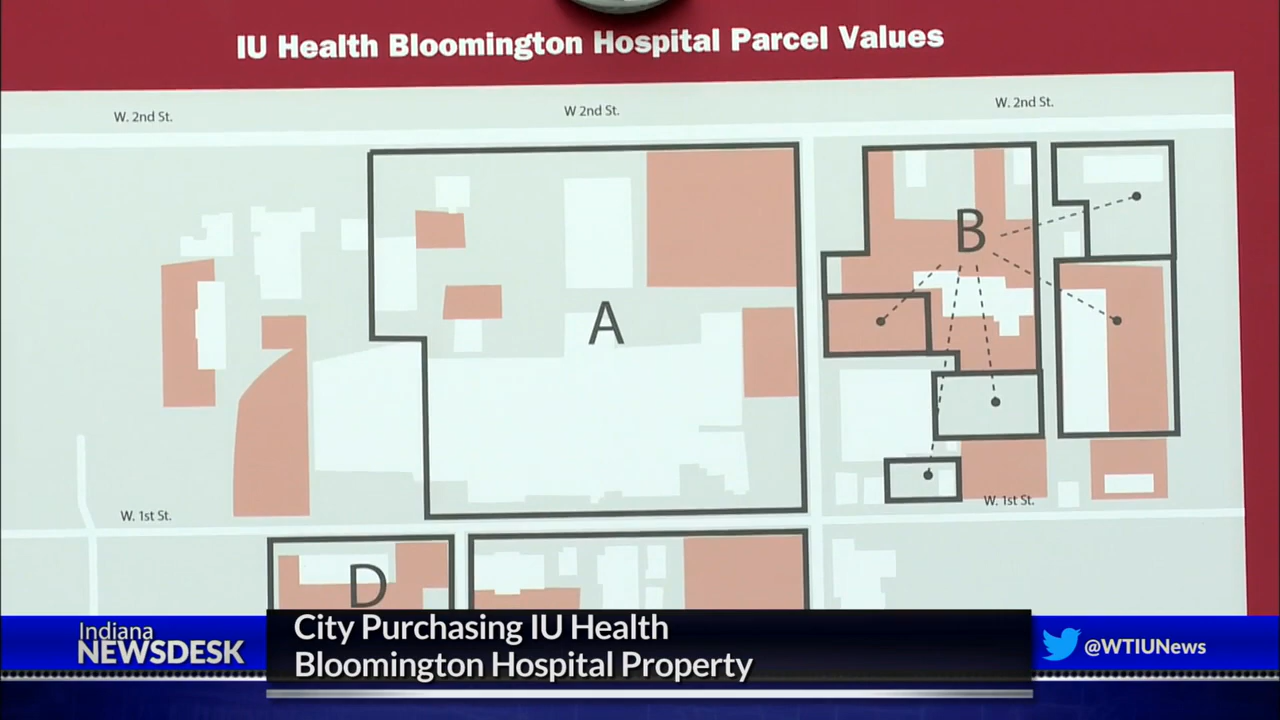 IU Health Bloomington Hospital Parcel Values
W. 2nd St.
W 2nd St.
W. 2nd St.
B
A
W. 1st St.
W. 1st St.
D
Indiana
NEWSDESK
City Purchasing IU Health
Bloomington Hospital Property
@WTIUNews